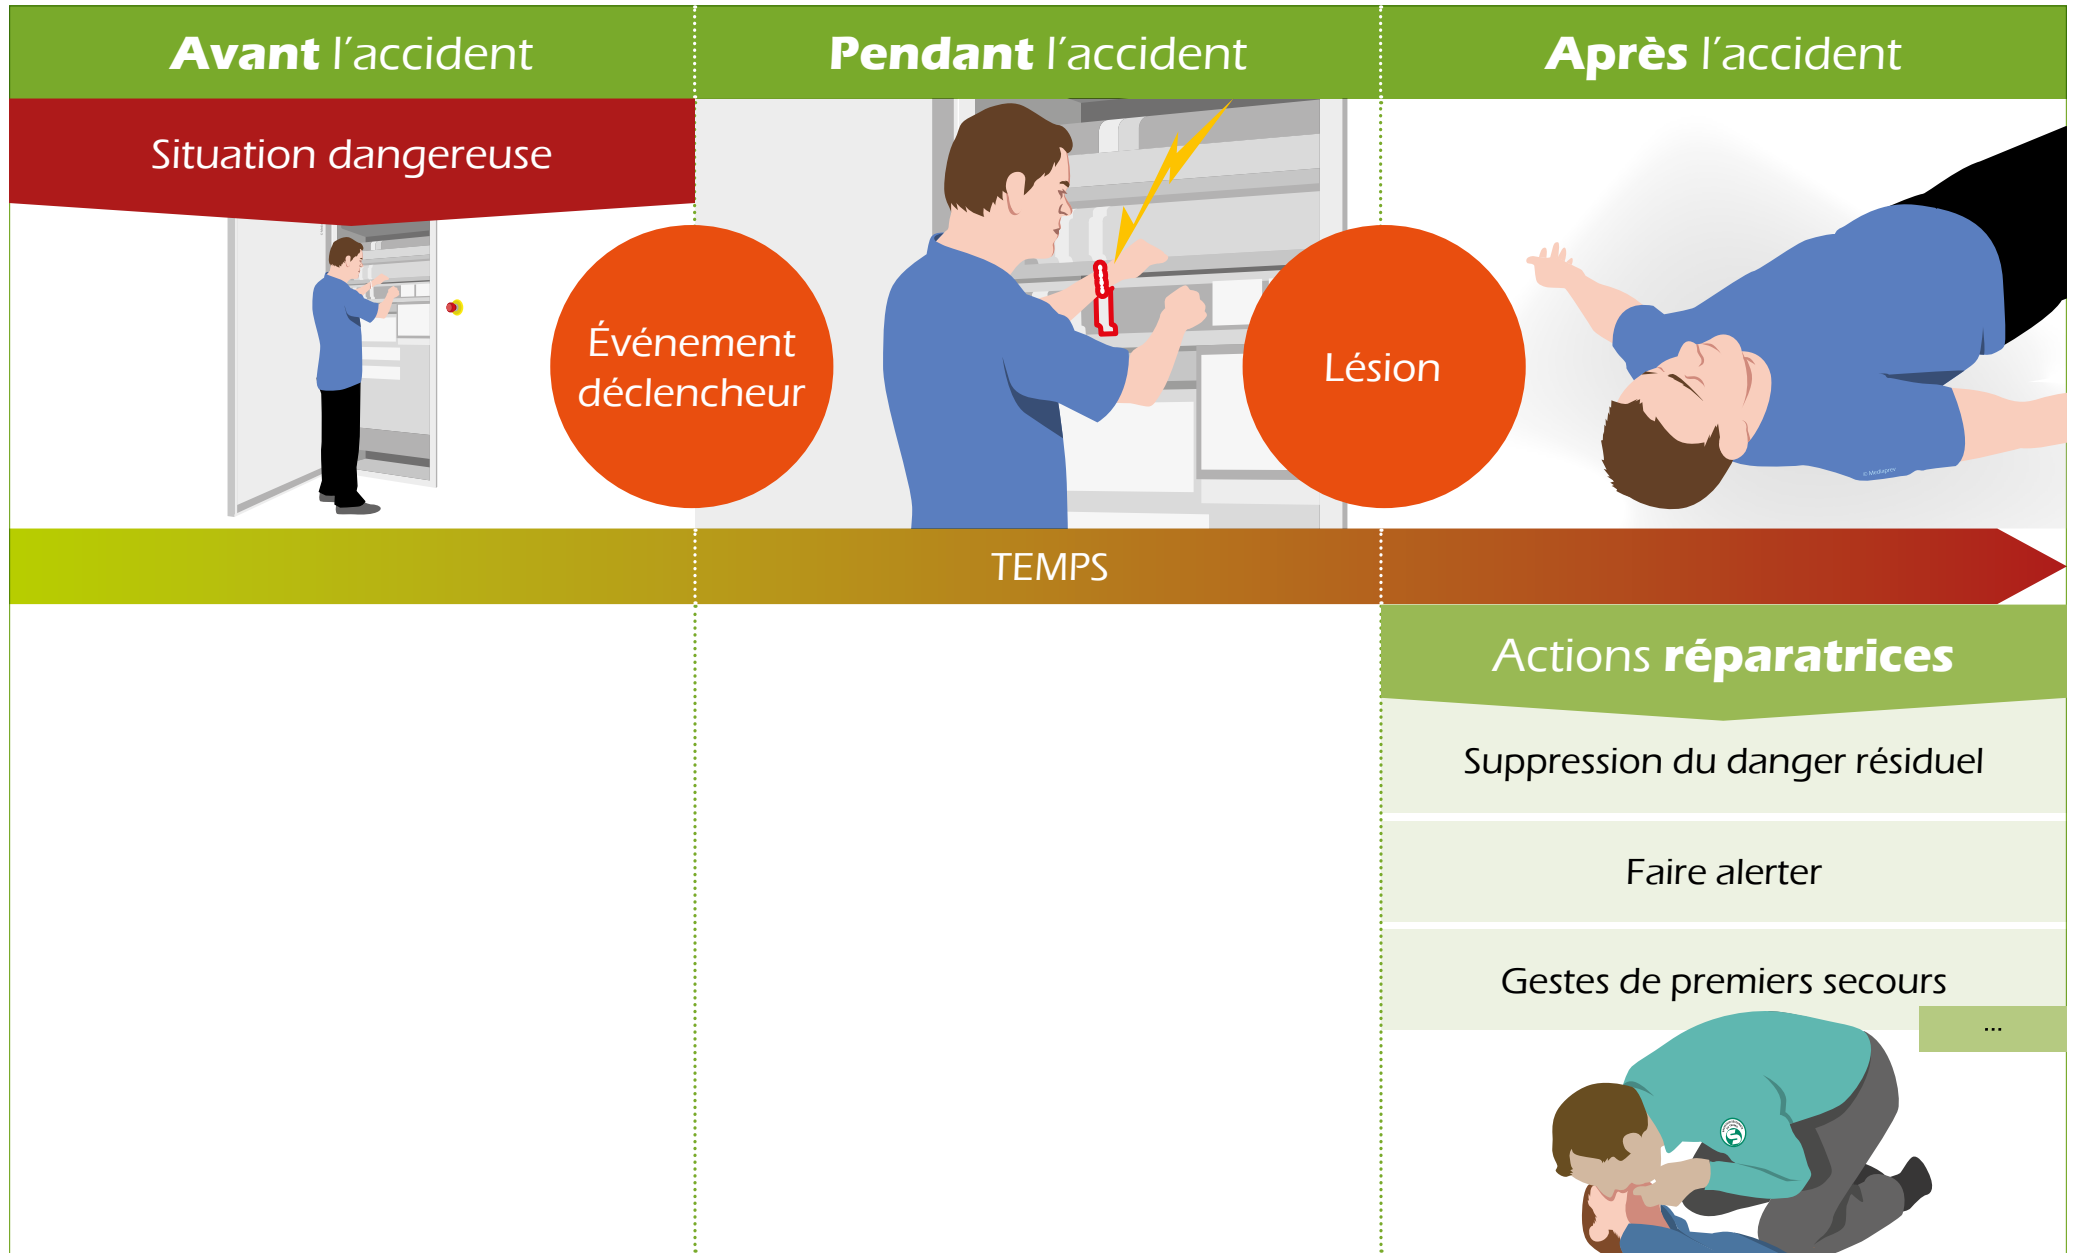 Avant l'accident
Pendant l'accident
Après l'accident
Situation dangereuse
Événement
déclencheur
Lésion
© Mediaprev
TEMPS
Actions réparatrices
Suppression du danger résiduel
Faire alerter
Gestes de premiers secours
...